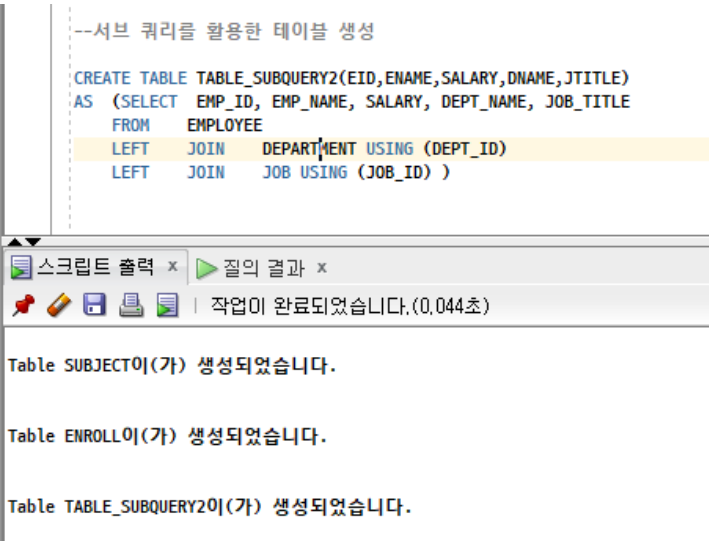 --서브 쿼리를 활용한 테이블 생성
CREATE TABLE TABLE_SUBQUERY2(EID,ENAME,SALARY,DNAME,JTITLE)
AS (SELECT EMP_ID, EMP_NAME, SALARY, DEPT_NAME, JOB_TITLE
FROM EMPLOYEE
LEFT JOIN DEPARTMENT USING (DEPT_ID)
LEFT JOIN JOB USING (JOB_ID) )
스크립트 출력 x 질의 결과 x
작업이 완료되었습니다.(0,044초)
Table SUBJECT이(가) 생성되었습니다.
Table ENROLL이(가) 생성되었습니다.
Table TABLE_SUBQUERY2이(가) 생성되었습니다.